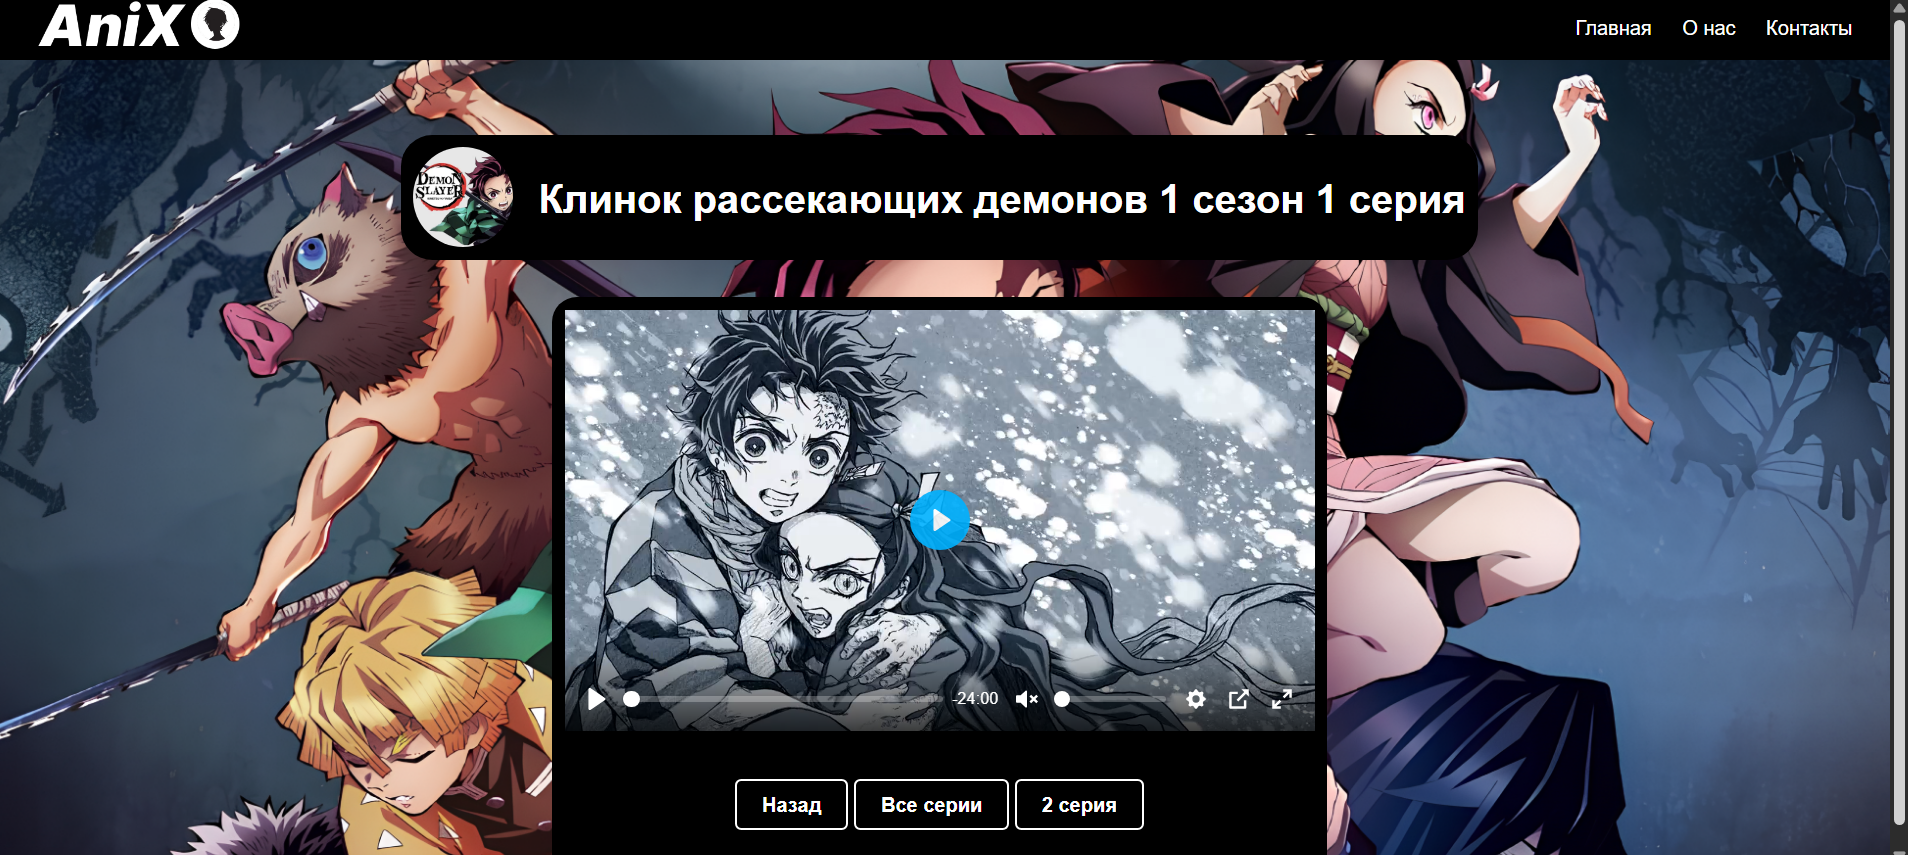 AniX
Главная О нас Контакты
DEMON
SLAYER
Клинок рассекающих демонов 1 сезон 1 серия
-24:00
Назад Все серии 2 серия